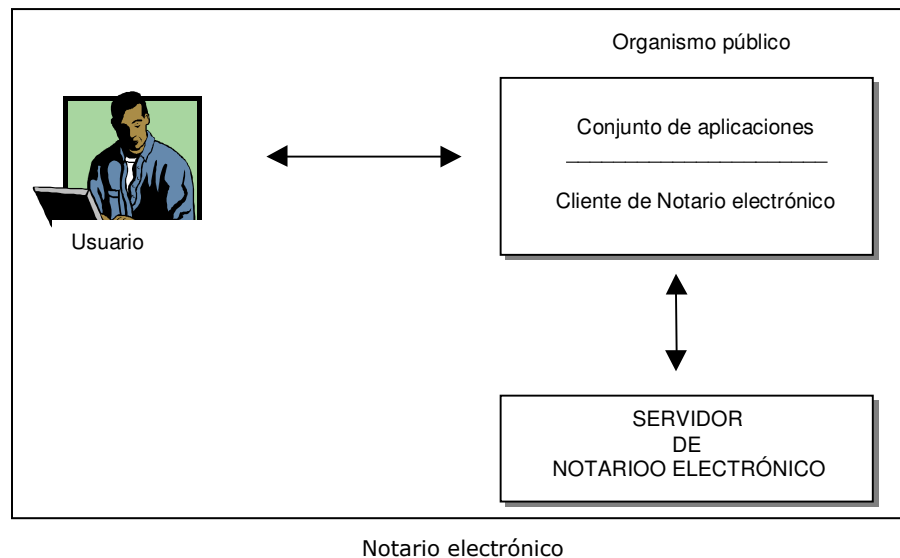 Organismo público
Conjunto de aplicaciones
Cliente de Notario electrónico
Usuario
SERVIDOR
DE
NOTARIOO ELECTRÓNICO
Notario electrónico